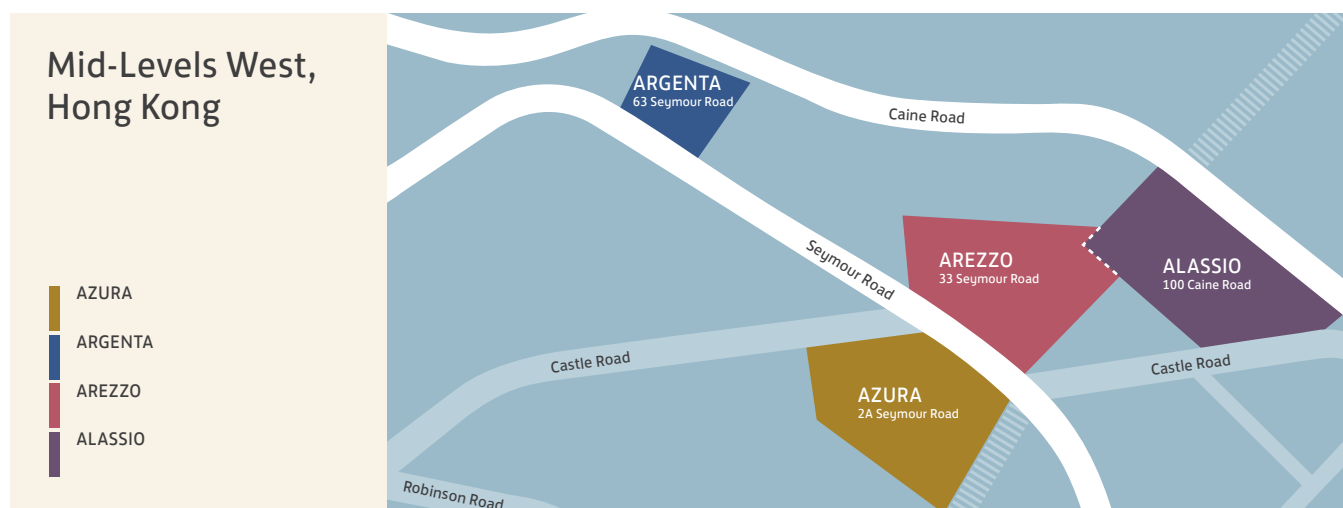 Mid-Levels West,
Hong Kong
AZURA
ARGENTA
AREZZO
ALASSIO
ARGENTA
63 Seymour Road
Caine Road
Seymour Road
AREZZO
33 Seymour Road
ALASSIO
100 Caine Road
Castle Road
Castle Road
AZURA
2A Seymour Road
Robinson Road